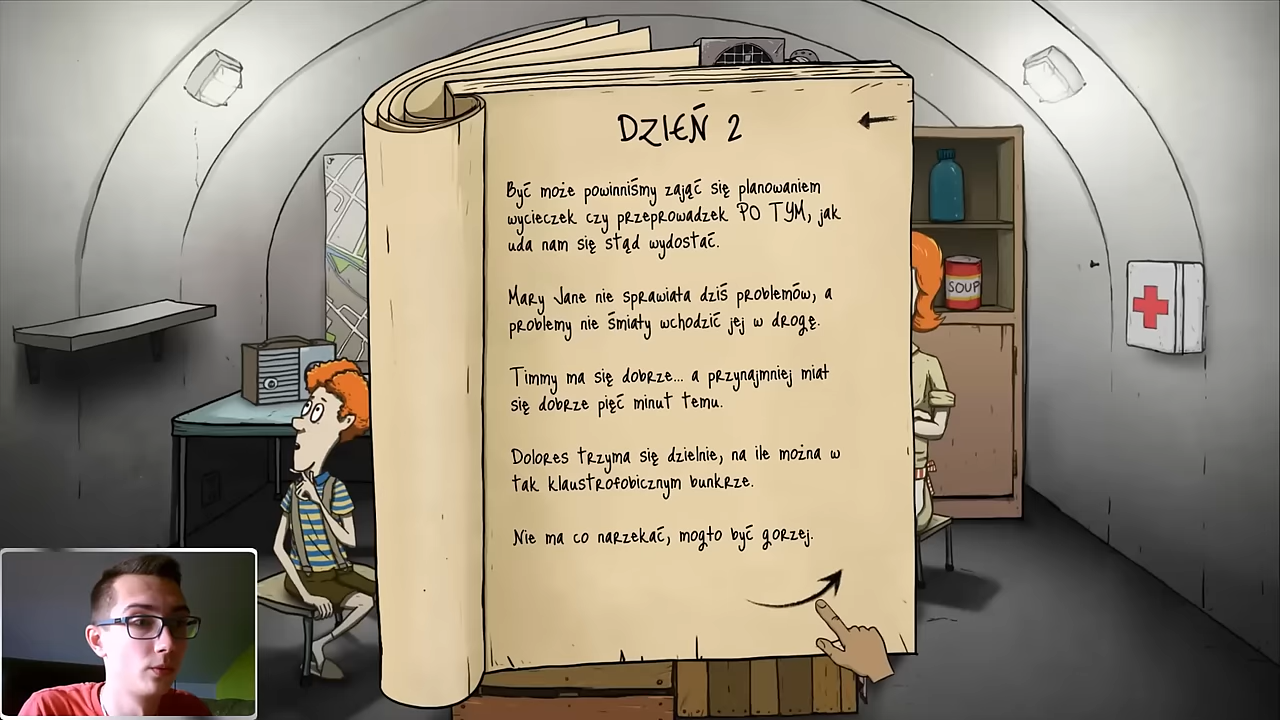 DZIEŃ 2
Być może powinniśmy zająć się planowaniem
wycieczek czy przeprowadzek PO TYM, jak
uda nam się stąd wydostać.
Mary Jane nie sprawiała dziś problemów, a
problemy nie śmiały wchodzić jej w drogę.
Timmy ma się dobrze... a przynajmniej miał
się dobrze pięć minut temu.
Dolores trzyma się dzielnie, na ile można w
tak klaustrofobicznym bunkrze.
Nie ma co narzekać, mogło być gorzej.
SOUP